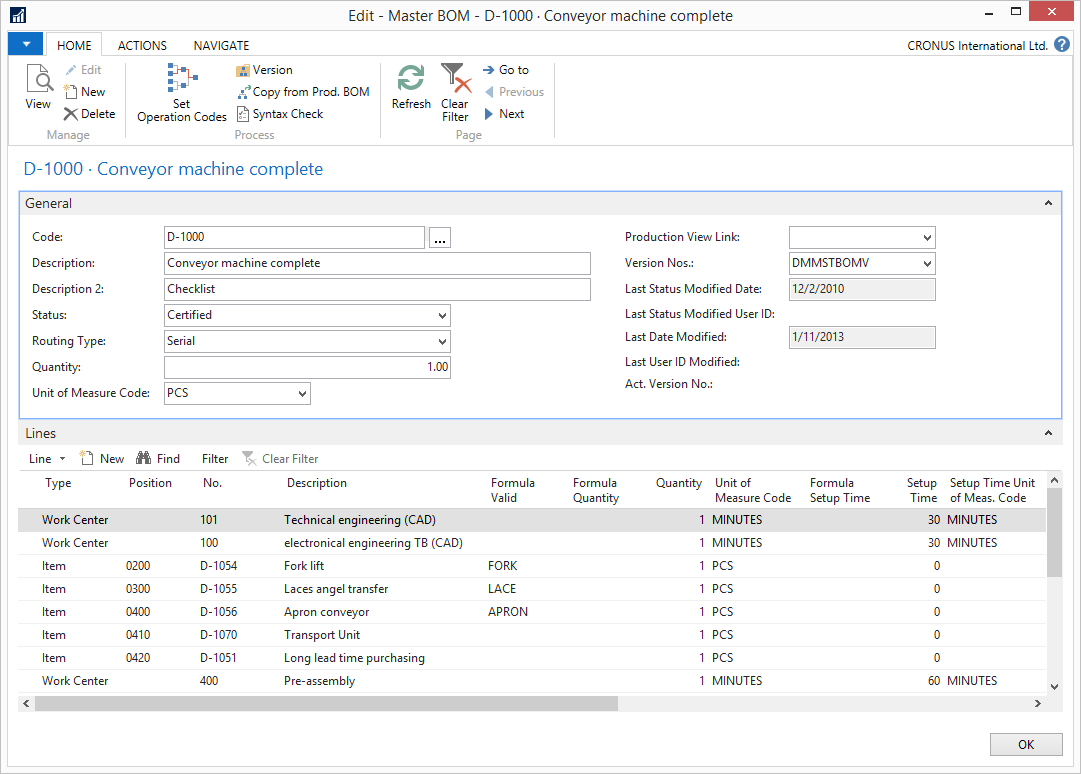 Edit - Master BOM - D-1000 · Conveyor machine complete
HOME ACTIONS NAVIGATE CRONUS International Ltd. ?
View
Edit
New
Delete
Manage
Set Operation Codes
Version
Copy from Prod. BOM
Syntax Check
Process
Refresh
Clear Filter
Go to
Previous
Next
Page
D-1000 · Conveyor machine complete
General
Code: D-1000 ...
Description: Conveyor machine complete
Description 2: Checklist
Status: Certified
Routing Type: Serial
Quantity: 1.00
Unit of Measure Code: PCS
Production View Link:
Version Nos.: DMMSTBOMV
Last Status Modified Date: 12/2/2010
Last Status Modified User ID:
Last Date Modified: 1/11/2013
Last User ID Modified:
Act. Version No.:
Lines
Line New Find Filter Clear Filter
Type Position No. Description Formula Valid Formula Quantity Quantity Unit of Measure Code Formula Setup Time Setup Time Setup Time Unit of Meas. Code
Work Center 101 Technical engineering (CAD) 1 MINUTES 30 MINUTES
Work Center 100 electronical engineering TB (CAD) 1 MINUTES 30 MINUTES
Item 0200 D-1054 Fork lift FORK 1 PCS 0
Item 0300 D-1055 Laces angel transfer LACE 1 PCS 0
Item 0400 D-1056 Apron conveyor APRON 1 PCS 0
Item 0410 D-1070 Transport Unit 1 PCS 0
Item 0420 D-1051 Long lead time purchasing 1 PCS 0
Work Center 400 Pre-assembly 1 MINUTES 60 MINUTES
OK